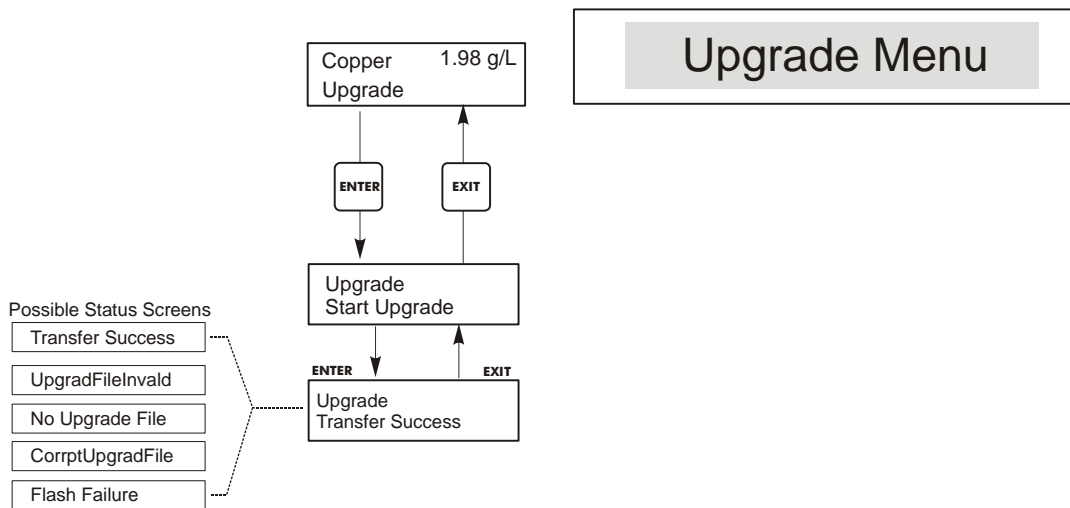 Upgrade Menu
Copper 1.98 g/L
Upgrade
ENTER EXIT
Upgrade
Start Upgrade
ENTER EXIT
Upgrade
Transfer Success
Possible Status Screens
Transfer Success
UpgradFileInvald
No Upgrade File
CorrptUpgradFile
Flash Failure